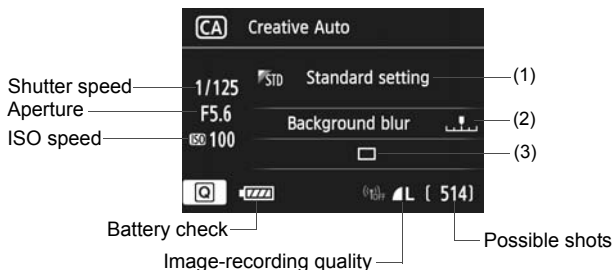 CA Creative Auto
Shutter speed 1/125 STD Standard setting (1)
Aperture F5.6
Background blur (2)
ISO speed ISO 100
(3)
Q OFF L [ 514]
Battery check
Possible shots
Image-recording quality